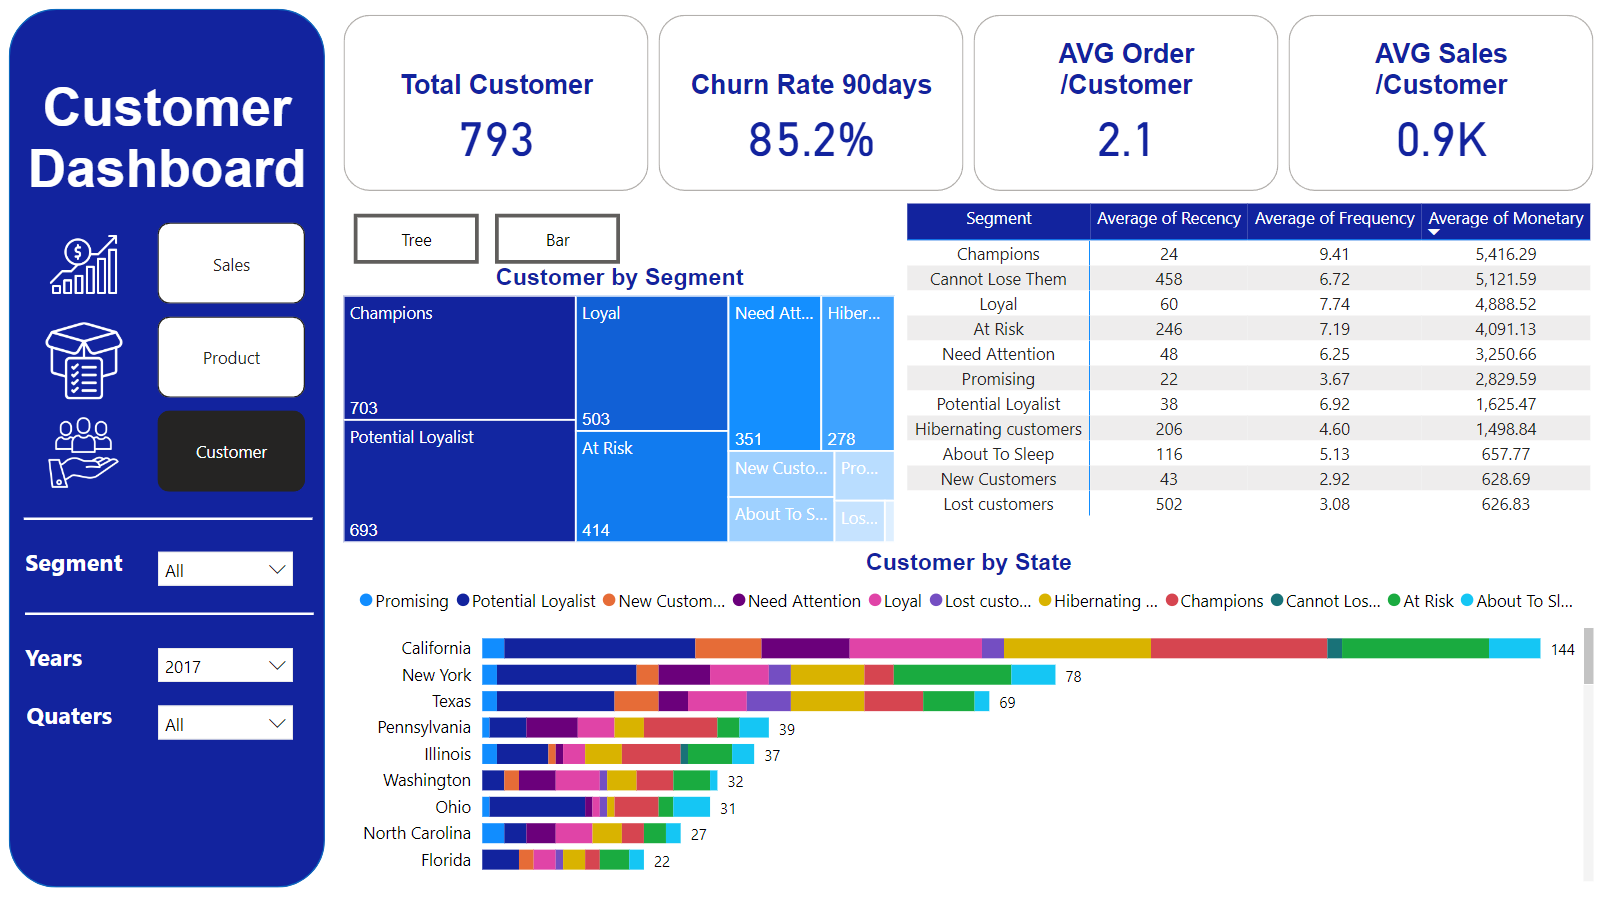 Customer
Dashboard
Sales
Product
Customer
Segment
All
Years
2017
Quaters
All
Total Customer
793
Churn Rate 90days
85.2%
AVG Order
/Customer
2.1
AVG Sales
/Customer
0.9K
Tree
Bar
Customer by Segment
Champions
703
Potential Loyalist
693
Loyal
503
At Risk
414
Need Att...
351
Hiber...
278
New Custo...
About To S...
Pro...
Los...
Segment Average of Recency Average of Frequency Average of Monetary
Champions 24 9.41 5,416.29
Cannot Lose Them 458 6.72 5,121.59
Loyal 60 7.74 4,888.52
At Risk 246 7.19 4,091.13
Need Attention 48 6.25 3,250.66
Promising 22 3.67 2,829.59
Potential Loyalist 38 6.92 1,625.47
Hibernating customers 206 4.60 1,498.84
About To Sleep 116 5.13 657.77
New Customers 43 2.92 628.69
Lost customers 502 3.08 626.83
Customer by State
Promising Potential Loyalist New Custom... Need Attention Loyal Lost custo... Hibernating ... Champions Cannot Los... At Risk About To Sl...
California 144
New York 78
Texas 69
Pennsylvania 39
Illinois 37
Washington 32
Ohio 31
North Carolina 27
Florida 22